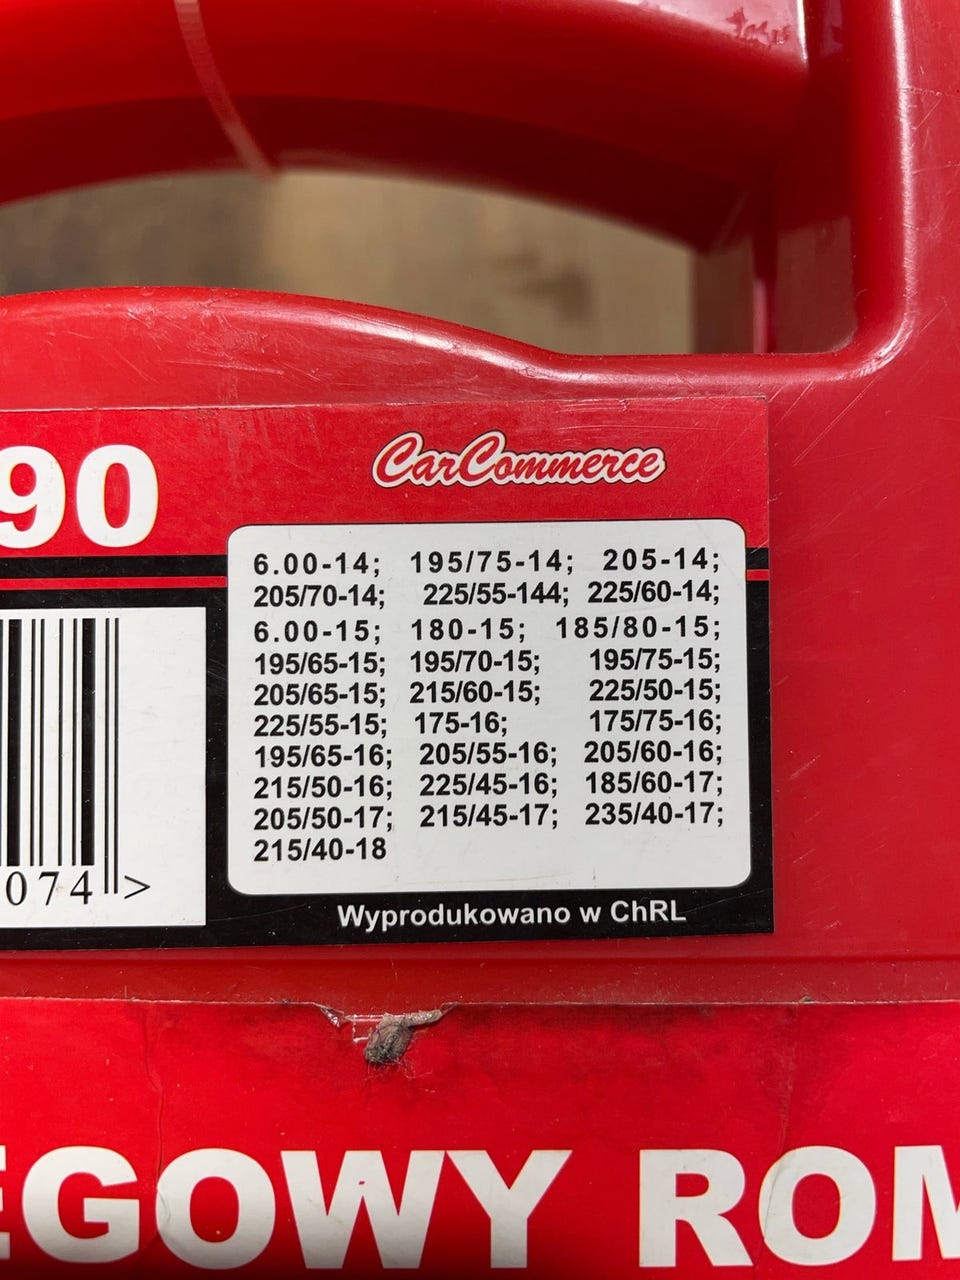 90
CarCommerce
6.00-14; 195/75-14; 205-14;
205/70-14; 225/55-144; 225/60-14;
6.00-15; 180-15; 185/80-15;
195/65-15; 195/70-15; 195/75-15;
205/65-15; 215/60-15; 225/50-15;
225/55-15; 175-16; 175/75-16;
195/65-16; 205/55-16; 205/60-16;
215/50-16; 225/45-16; 185/60-17;
205/50-17; 215/45-17; 235/40-17;
215/40-18
074 >
Wyprodukowano w ChRL
EGOWY ROM